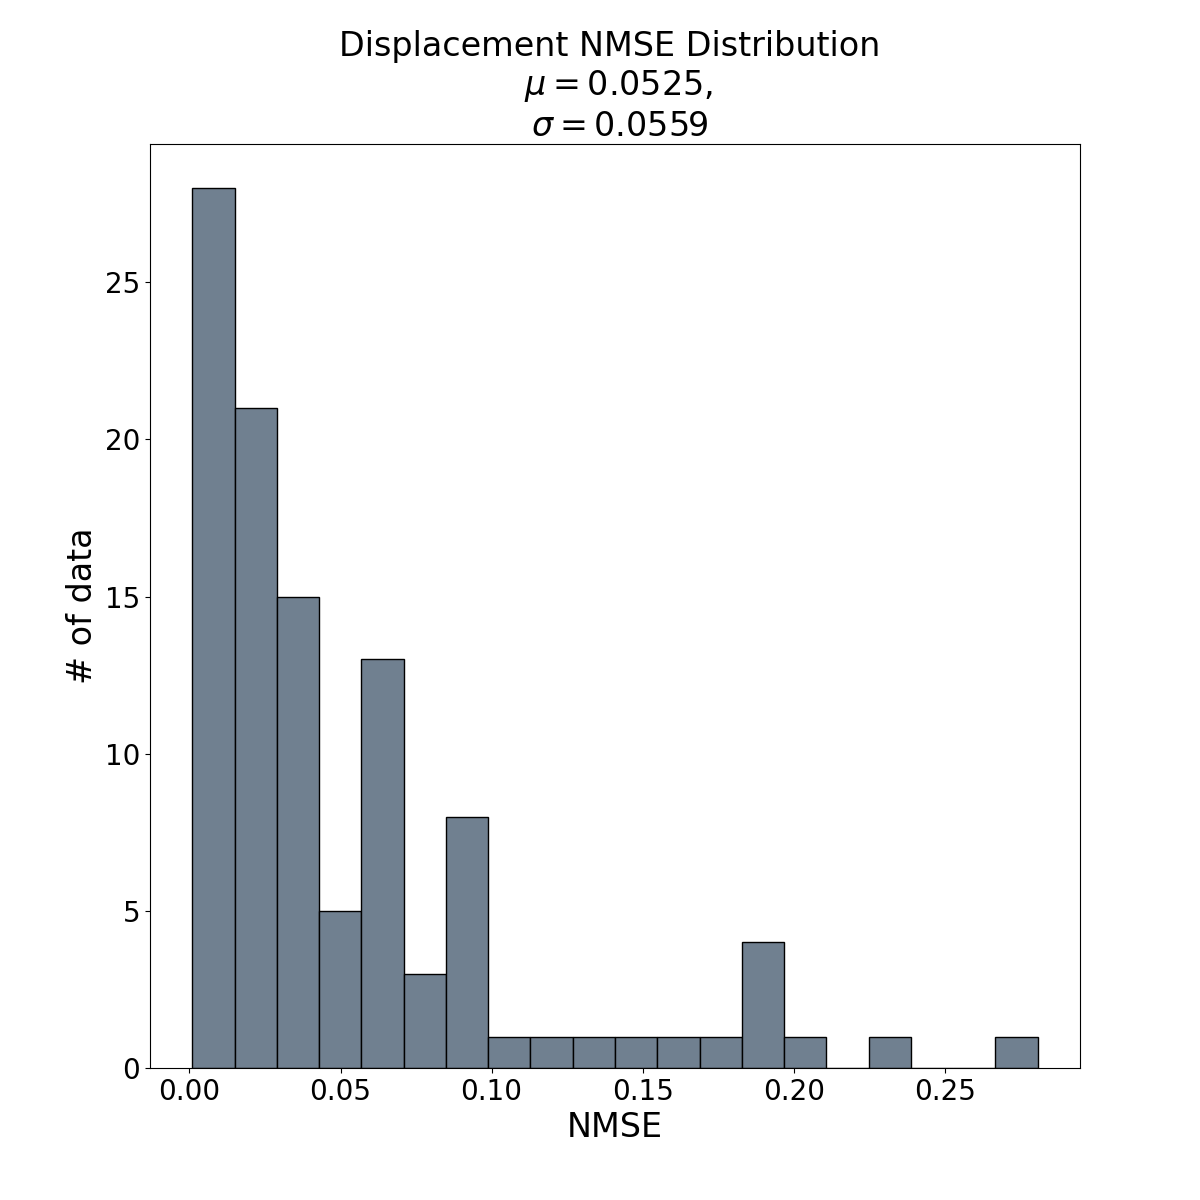 Displacement NMSE Distribution
μ = 0.0525,
σ = 0.0559
25
20
15
10
5
0
# of data
0.00 0.05 0.10 0.15 0.20 0.25
NMSE